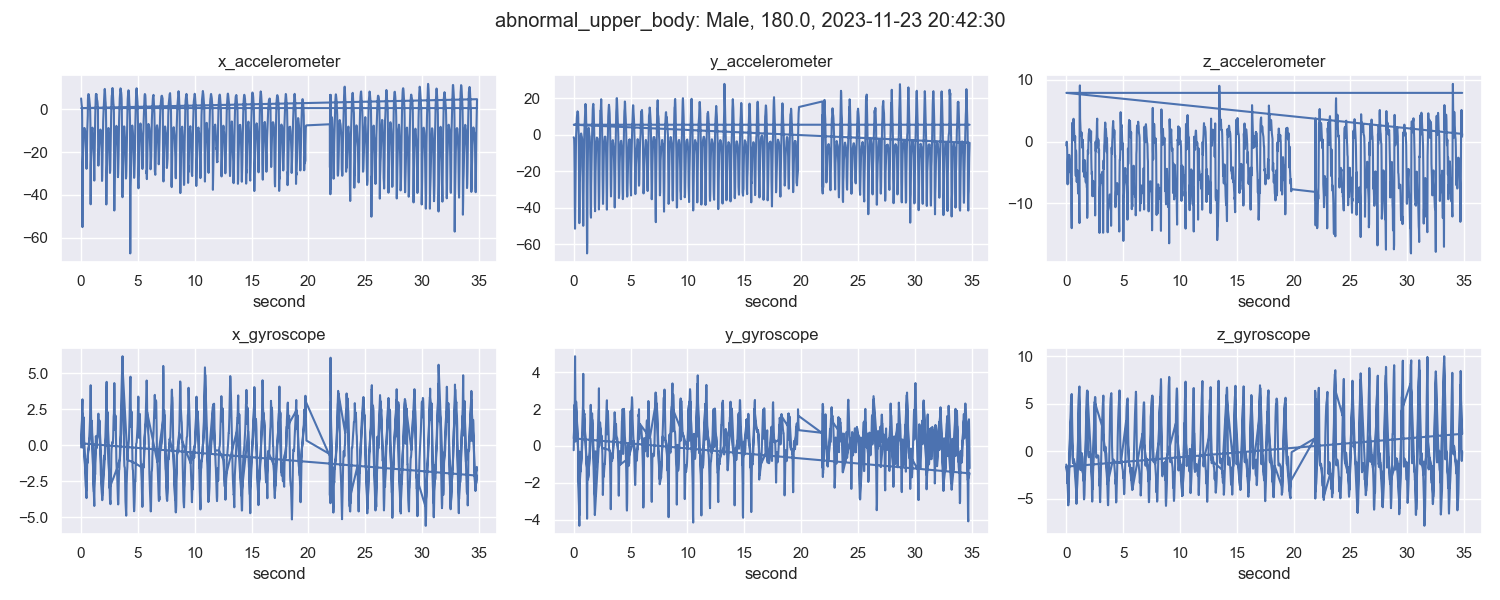 abnormal_upper_body: Male, 180.0, 2023-11-23 20:42:30
x_accelerometer
0
−20
−40
−60
0 5 10 15 20 25 30 35
second
y_accelerometer
20
0
−20
−40
−60
0 5 10 15 20 25 30 35
second
z_accelerometer
10
0
−10
0 5 10 15 20 25 30 35
second
x_gyroscope
5.0
2.5
0.0
−2.5
−5.0
0 5 10 15 20 25 30 35
second
y_gyroscope
4
2
0
−2
−4
0 5 10 15 20 25 30 35
second
z_gyroscope
10
5
0
−5
0 5 10 15 20 25 30 35
second